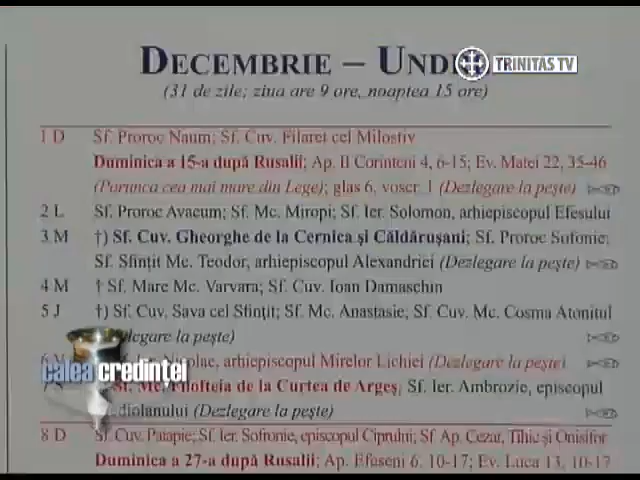 DECEMBRIE – UNDR
TRINITAS TV
(31 de zile; ziua are 9 ore, noaptea 15 ore)
1 D Sf. Proroc Naum; Sf. Cuv. Filaret cel Milostiv
Duminica a 15-a după Rusalii; Ap. II Corinteni 4, 6-15; Ev. Matei 22, 35-46
(Porunca cea mai mare din Lege); glas 6, voscr. 1 (Dezlegare la pește)
2 L Sf. Proroc Avacum; Sf. Mc. Miropi; Sf. Ier. Solomon, arhiepiscopul Efesului
3 M †) Sf. Cuv. Gheorghe de la Cernica și Căldărușani; Sf. Proroc Sofonie;
Sf. Sfințit Mc. Teodor, arhiepiscopul Alexandriei (Dezlegare la pește)
4 M † Sf. Mare Mc. Varvara; Sf. Cuv. Ioan Damaschin
5 J †) Sf. Cuv. Sava cel Sfințit; Sf. Mc. Anastasie; Sf. Cuv. Mc. Cosma Atonitul
legare la pește)
6 V Nicolae, arhiepiscopul Mirelor Lichiei (Dezlegare la pește)
calea credinței
Sf. Mc. Filofteia de la Curtea de Argeș, Sf. Ier. Ambrozie, episcopul
diolanului (Dezlegare la pește)
8 D Sf. Cuv. Patapie; Sf. Ier. Sofronie, episcopul Ciprului; Sf Ap. Cezar, Tihic și Onisifor
Duminica a 27-a după Rusalii; Ap. Efeseni 6, 10-17; Ev. Luca 13, 10-17